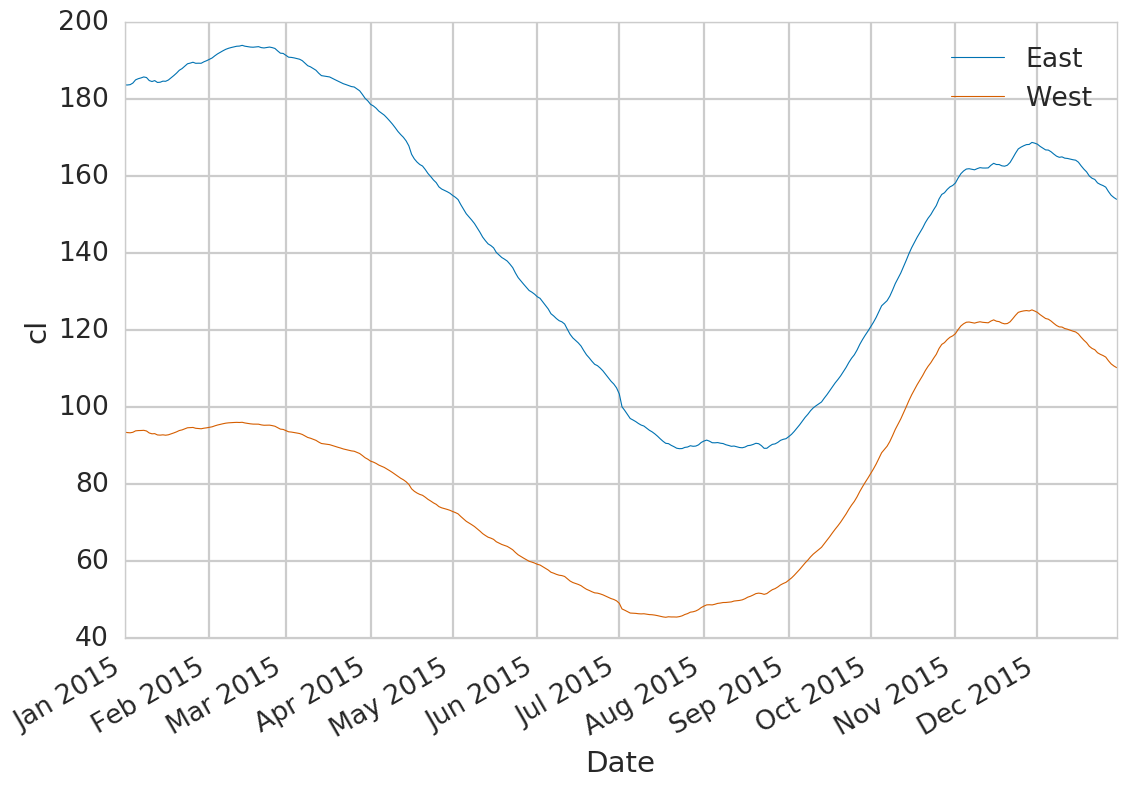 200
180
160
140
120
100
80
60
40
cl
East
West
Jan 2015
Feb 2015
Mar 2015
Apr 2015
May 2015
Jun 2015
Jul 2015
Aug 2015
Sep 2015
Oct 2015
Nov 2015
Dec 2015
Date